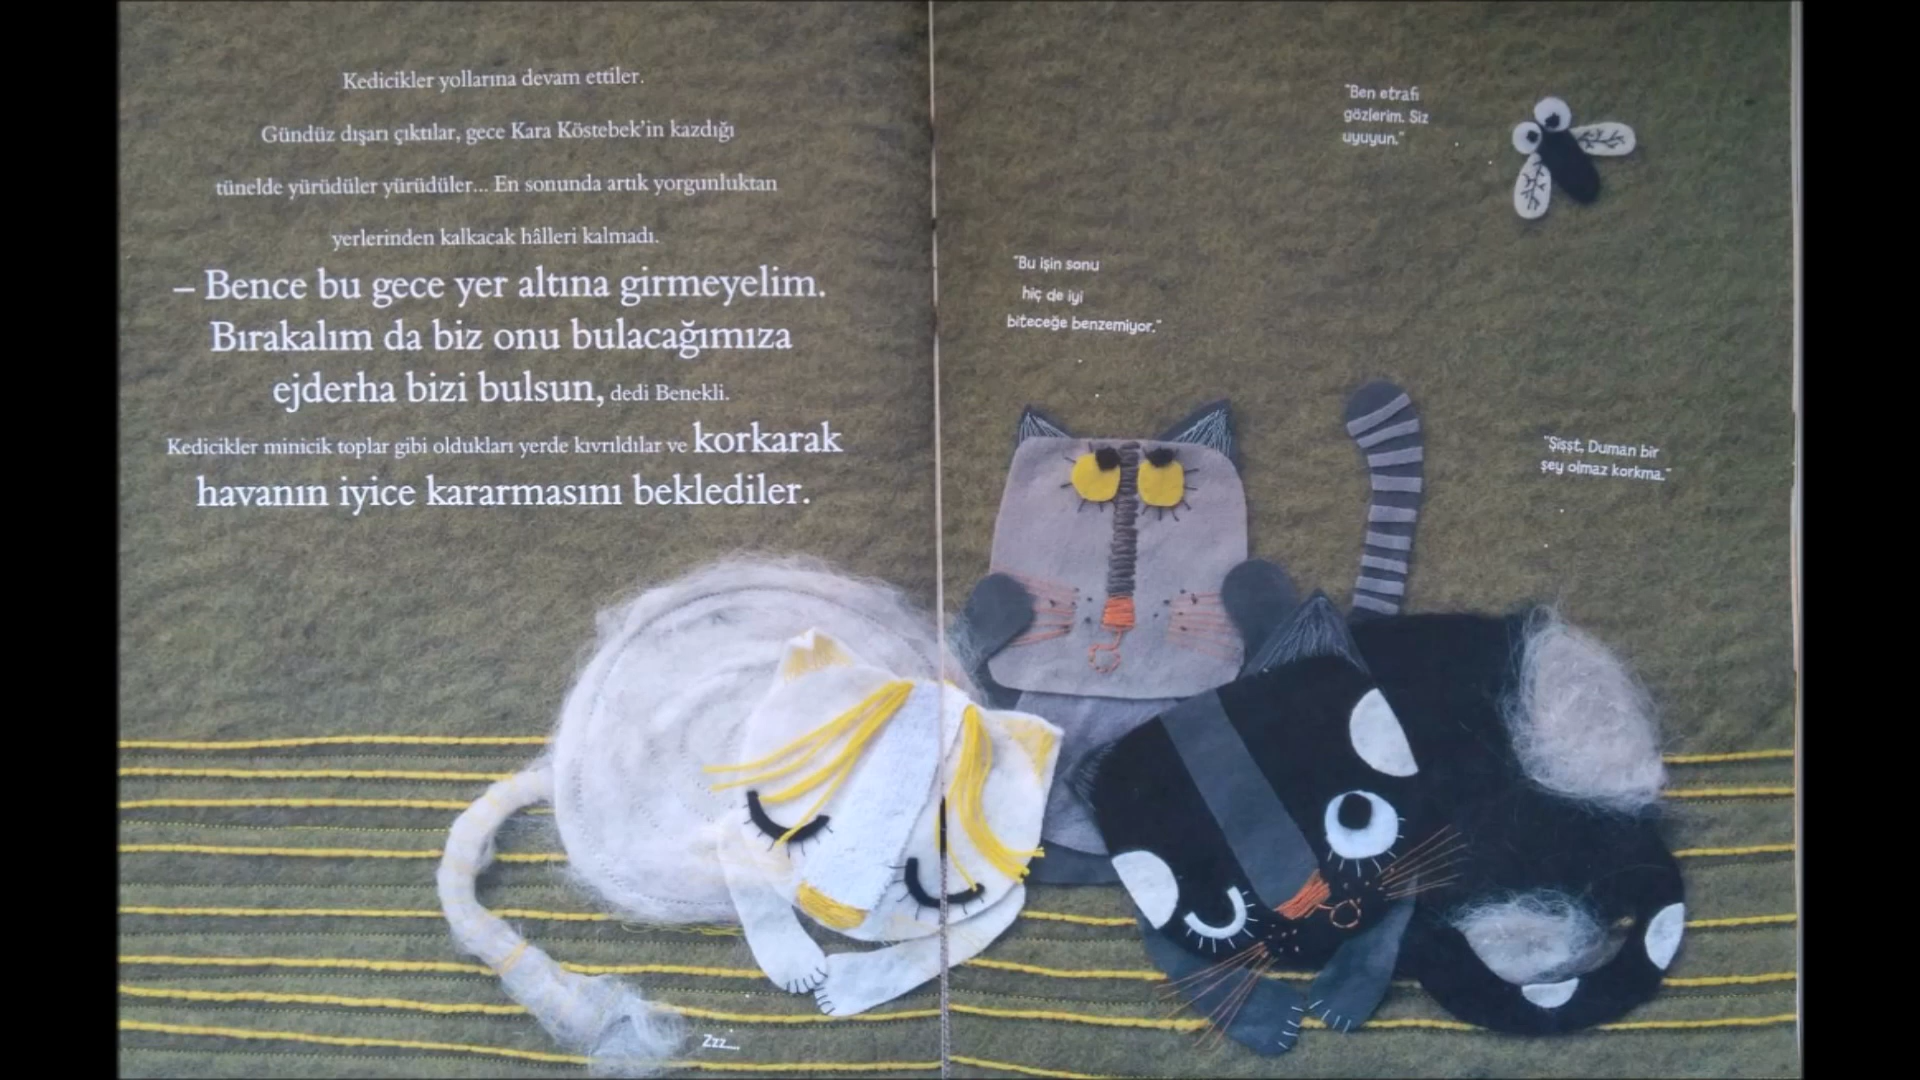 Kedicikler yollarına devam ettiler.
Gündüz dışarı çıktılar, gece Kara Köstebek'in kazdığı
tünelde yürüdüler yürüdüler... En sonunda artık yorgunluktan
yerlerinden kalkacak hâlleri kalmadı.
– Bence bu gece yer altına girmeyelim.
Bırakalım da biz onu bulacağımıza
ejderha bizi bulsun, dedi Benekli.
Kedicikler minicik toplar gibi oldukları yerde kıvrıldılar ve korkarak
havanın iyice kararmasını beklediler.
"Ben etrafı
gözlerim. Siz
uyuyun."
"Bu işin sonu
hiç de iyi
biteceğe benzemiyor."
"Şişşt, Duman bir
şey olmaz korkma."
Zzz....